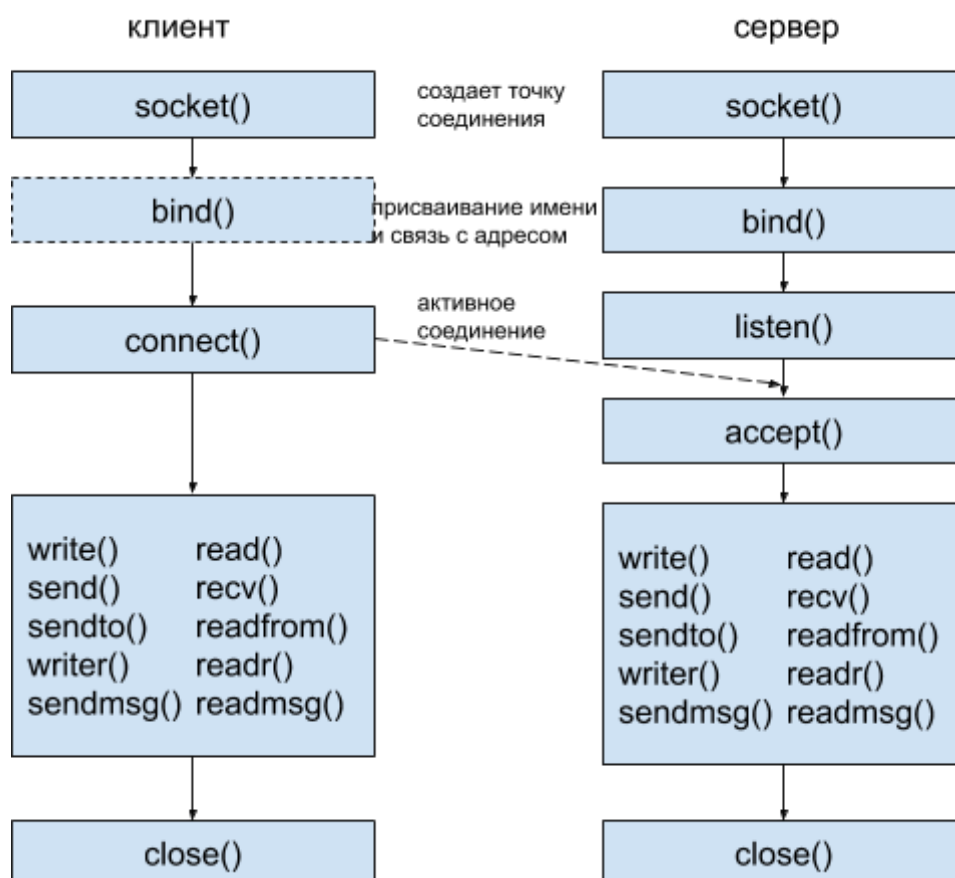 клиент
сервер
socket()
создает точку
соединения
socket()
bind()
присваивание имени
и связь с адресом
bind()
connect()
активное
соединение
listen()
accept()
write() read()
send() recv()
sendto() readfrom()
writer() readr()
sendmsg() readmsg()
write() read()
send() recv()
sendto() readfrom()
writer() readr()
sendmsg() readmsg()
close()
close()